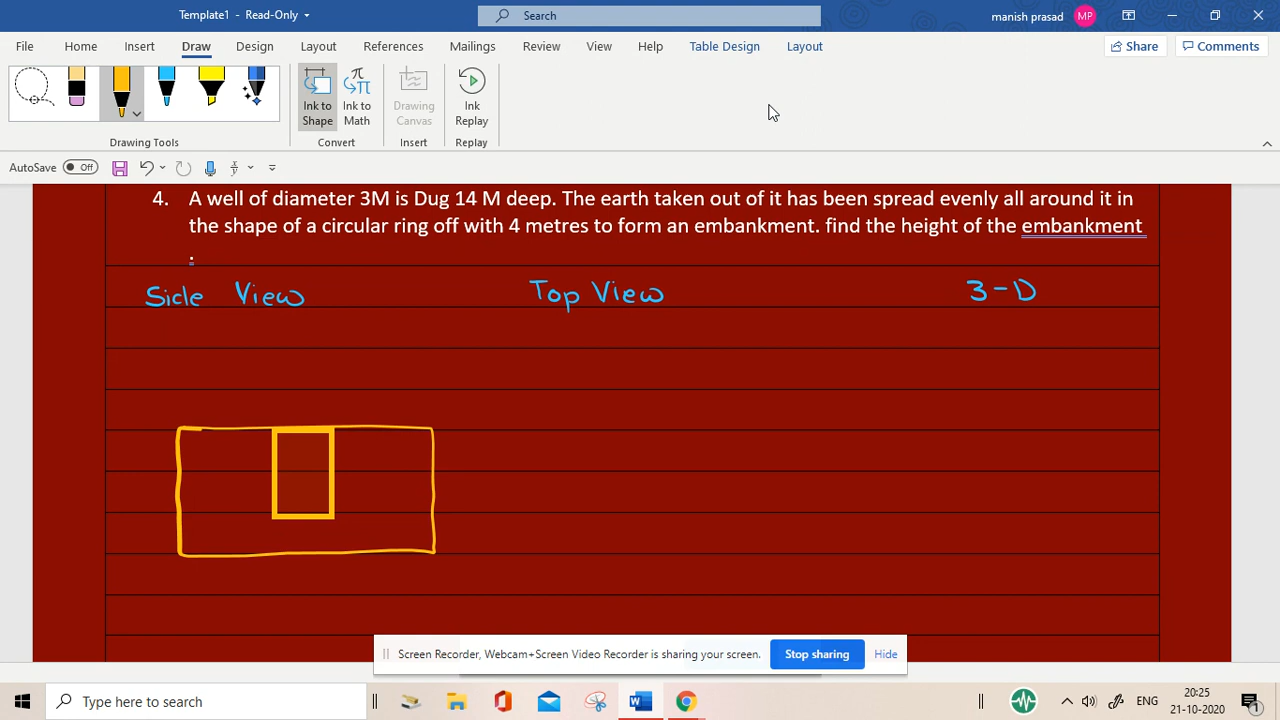 Template1 - Read-Only
Search
manish prasad
MP
File Home Insert Draw Design Layout References Mailings Review View Help Table Design Layout
Share
Comments
Ink to Shape
Ink to Math
Drawing Canvas
Ink Replay
Drawing Tools
Convert
Insert
Replay
AutoSave Off
4. A well of diameter 3M is Dug 14 M deep. The earth taken out of it has been spread evenly all around it in
the shape of a circular ring off with 4 metres to form an embankment. find the height of the embankment
.
Side View Top View 3-D
Screen Recorder, Webcam+Screen Video Recorder is sharing your screen. Stop sharing Hide
Type here to search
ENG
20:25
21-10-2020
1